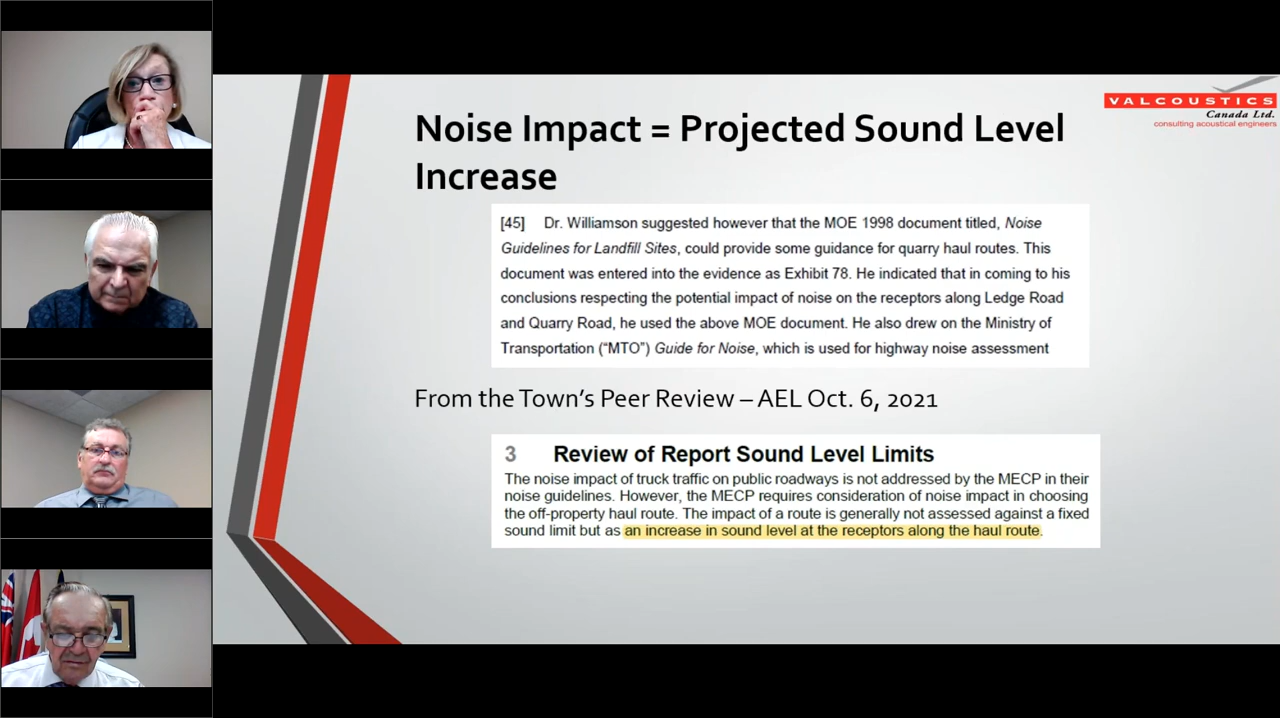 VALCOUSTICS
Canada Ltd.
consulting acoustical engineers
Noise Impact = Projected Sound Level
Increase
[45] Dr. Williamson suggested however that the MOE 1998 document titled, Noise
Guidelines for Landfill Sites, could provide some guidance for quarry haul routes. This
document was entered into the evidence as Exhibit 78. He indicated that in coming to his
conclusions respecting the potential impact of noise on the receptors along Ledge Road
and Quarry Road, he used the above MOE document. He also drew on the Ministry of
Transportation (“MTO”) Guide for Noise, which is used for highway noise assessment
From the Town’s Peer Review – AEL Oct. 6, 2021
3 Review of Report Sound Level Limits
The noise impact of truck traffic on public roadways is not addressed by the MECP in their
noise guidelines. However, the MECP requires consideration of noise impact in choosing
the off-property haul route. The impact of a route is generally not assessed against a fixed
sound limit but as an increase in sound level at the receptors along the haul route.